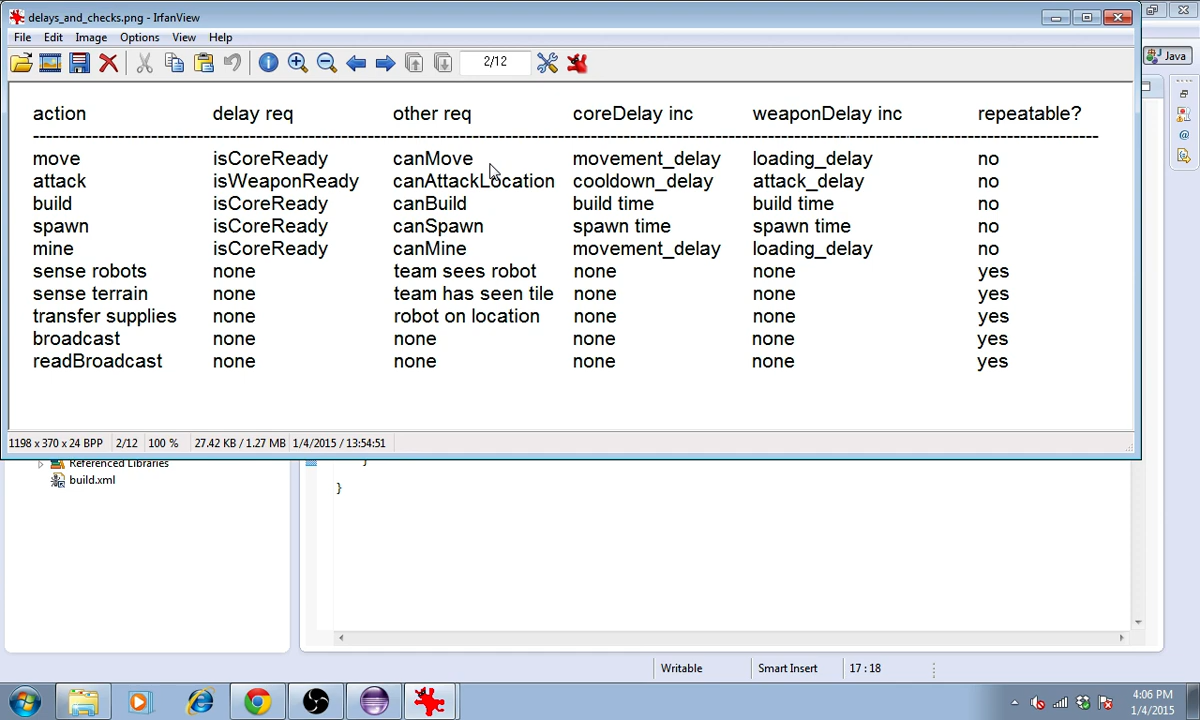 delays_and_checks.png - IrfanView
File Edit Image Options View Help
2/12
Java
action delay req other req coreDelay inc weaponDelay inc repeatable?
--------------------------------------------------------------------------------
move isCoreReady canMove movement_delay loading_delay no
attack isWeaponReady canAttackLocation cooldown_delay attack_delay no
build isCoreReady canBuild build time build time no
spawn isCoreReady canSpawn spawn time spawn time no
mine isCoreReady canMine movement_delay loading_delay no
sense robots none team sees robot none none yes
sense terrain none team has seen tile none none yes
transfer supplies none robot on location none none yes
broadcast none none none none yes
readBroadcast none none none none yes
1198 x 370 x 24 BPP 2/12 100 % 27.42 KB / 1.27 MB 1/4/2015 / 13:54:51
Referenced Libraries
build.xml
}
}
Writable Smart Insert 17 : 18
4:06 PM
1/4/2015